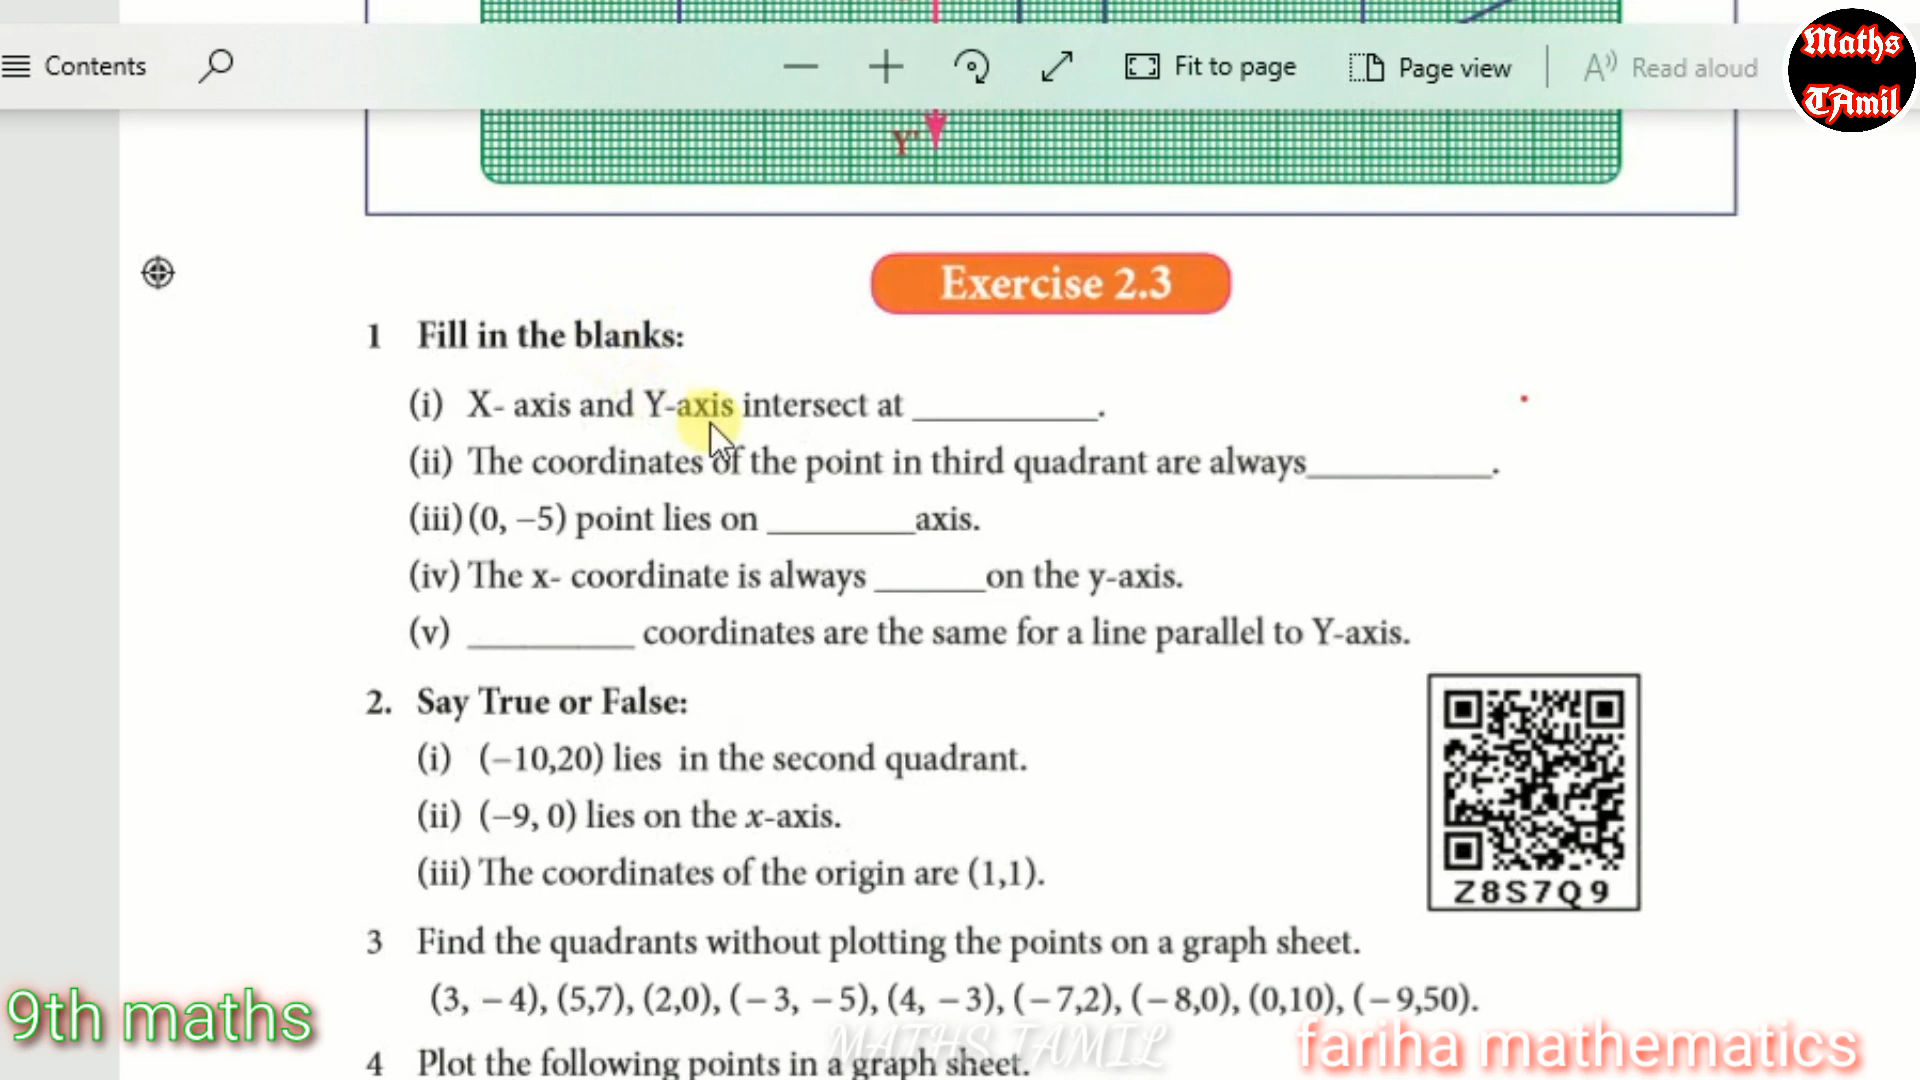 Contents
Fit to page
Page view
Read aloud
Maths
TAmil
Y'
Exercise 2.3
1 Fill in the blanks:
(i) X- axis and Y-axis intersect at __________.
(ii) The coordinates of the point in third quadrant are always__________.
(iii) (0, −5) point lies on ________axis.
(iv) The x- coordinate is always ______on the y-axis.
(v) _________ coordinates are the same for a line parallel to Y-axis.
2. Say True or False:
(i) (−10,20) lies in the second quadrant.
(ii) (−9, 0) lies on the x-axis.
(iii) The coordinates of the origin are (1,1).
Z8S7Q9
3 Find the quadrants without plotting the points on a graph sheet.
(3, −4), (5,7), (2,0), (−3, −5), (4, −3), (−7,2), (−8,0), (0,10), (−9,50).
9th maths
MATHS TAMIL
fariha mathematics
4 Plot the following points in a graph sheet.